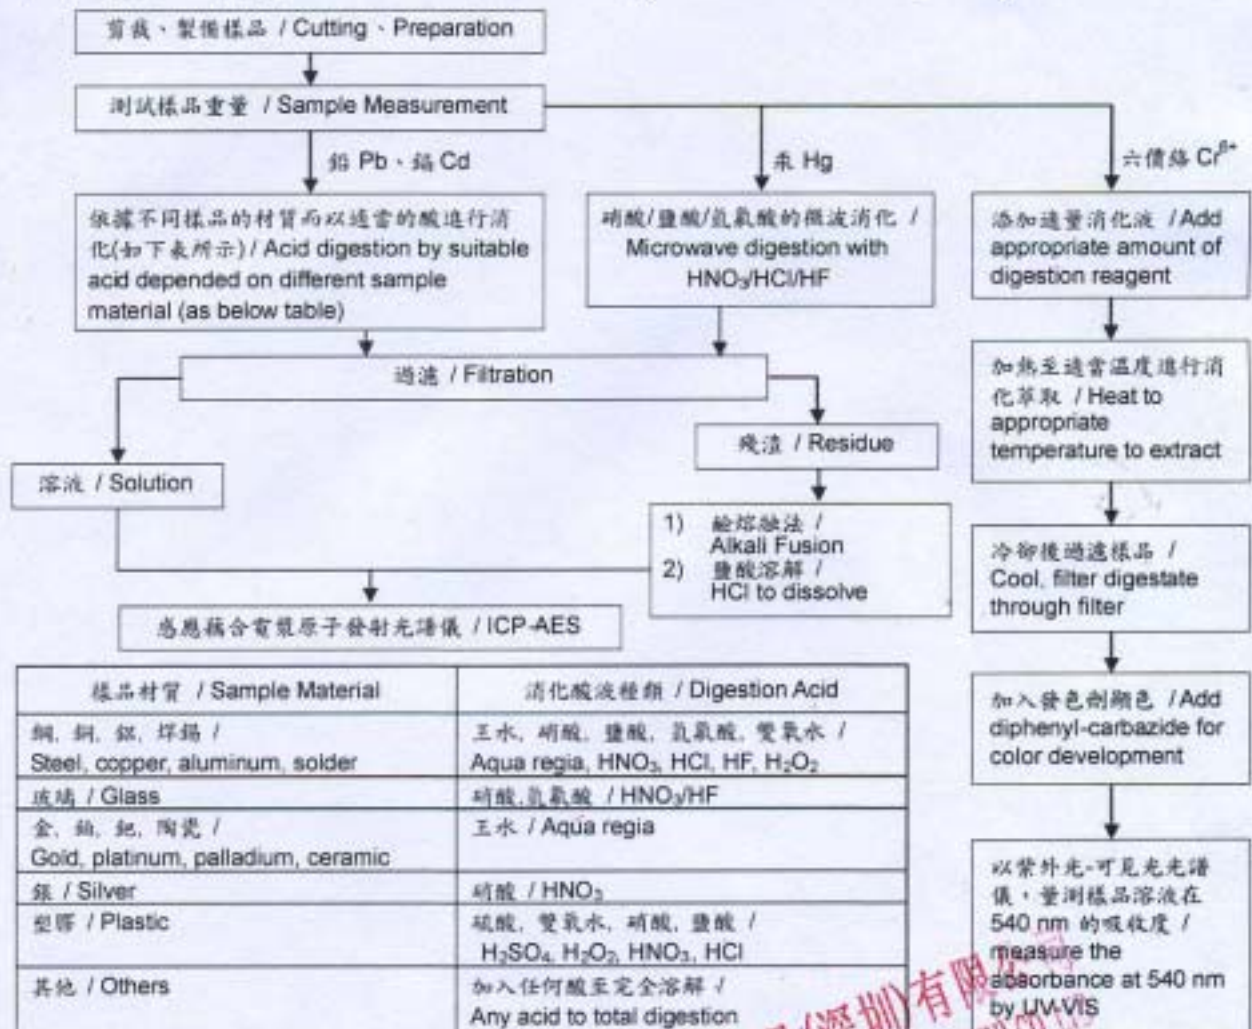 剪裁、製備樣品 / Cutting、Preparation
測試樣品重量 / Sample Measurement
鉛 Pb、鎘 Cd
汞 Hg
六價鉻 Cr6+
依據不同樣品的材質而以適當的酸進行消
化(如下表所示) / Acid digestion by suitable
acid depended on different sample
material (as below table)
硝酸/鹽酸/氫氟酸的微波消化 /
Microwave digestion with
HNO₃/HCl/HF
添加適量消化液 / Add
appropriate amount of
digestion reagent
過濾 / Filtration
加熱至適當溫度進行消
化萃取 / Heat to
appropriate
temperature to extract
溶液 / Solution
殘渣 / Residue
1) 鹼熔融法 /
Alkali Fusion
2) 鹽酸溶解 /
HCl to dissolve
冷卻後過濾樣品 /
Cool, filter digestate
through filter
感應耦合電漿原子發射光譜儀 / ICP-AES
加入發色劑顯色 / Add
diphenyl-carbazide for
color development
以紫外光-可見光光譜
儀，量測樣品溶液在
540 nm 的吸收度 /
measure the
absorbance at 540 nm
by UV-VIS
樣品材質 / Sample Material
消化酸液種類 / Digestion Acid
鋼, 銅, 鋁, 焊錫 /
Steel, copper, aluminum, solder
王水, 硝酸, 鹽酸, 氫氟酸, 雙氧水 /
Aqua regia, HNO₃, HCl, HF, H₂O₂
玻璃 / Glass
硝酸,氫氟酸 / HNO₃/HF
金, 鉑, 鈀, 陶瓷 /
Gold, platinum, palladium, ceramic
王水 / Aqua regia
銀 / Silver
硝酸 / HNO₃
塑膠 / Plastic
硫酸, 雙氧水, 硝酸, 鹽酸 /
H₂SO₄, H₂O₂, HNO₃, HCl
其他 / Others
加入任何酸至完全溶解 /
Any acid to total digestion
(深圳)有限公司